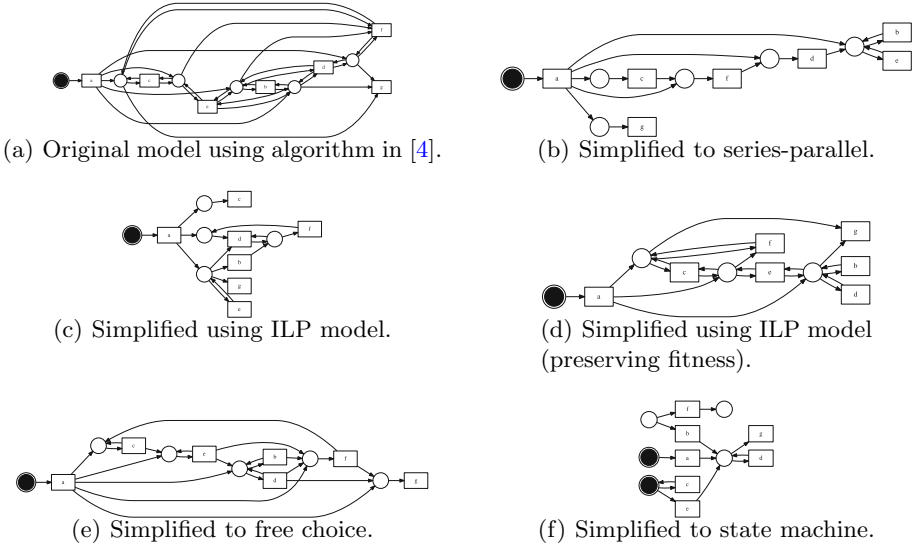 a c e b d f g
(a) Original model using algorithm in [4].
a c f d b e g
(b) Simplified to series-parallel.
a c d b g e f
(c) Simplified using ILP model.
a c f e g b d
(d) Simplified using ILP model
(preserving fitness).
a c e b d f g
(e) Simplified to free choice.
f b a c e g d
(f) Simplified to state machine.